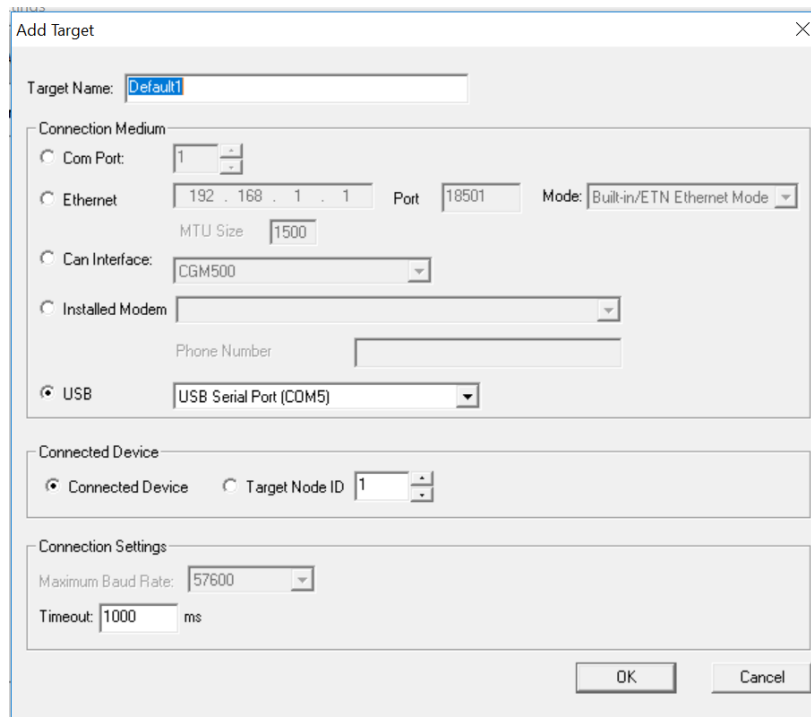 Add Target
Target Name: Default1
Connection Medium
Com Port: 1
Ethernet 192 . 168 . 1 . 1 Port 18501 Mode: Built-in/ETN Ethernet Mode
MTU Size 1500
Can Interface: CGM500
Installed Modem
Phone Number
USB USB Serial Port (COM5)
Connected Device
Connected Device Target Node ID 1
Connection Settings
Maximum Baud Rate: 57600
Timeout: 1000 ms
OK Cancel